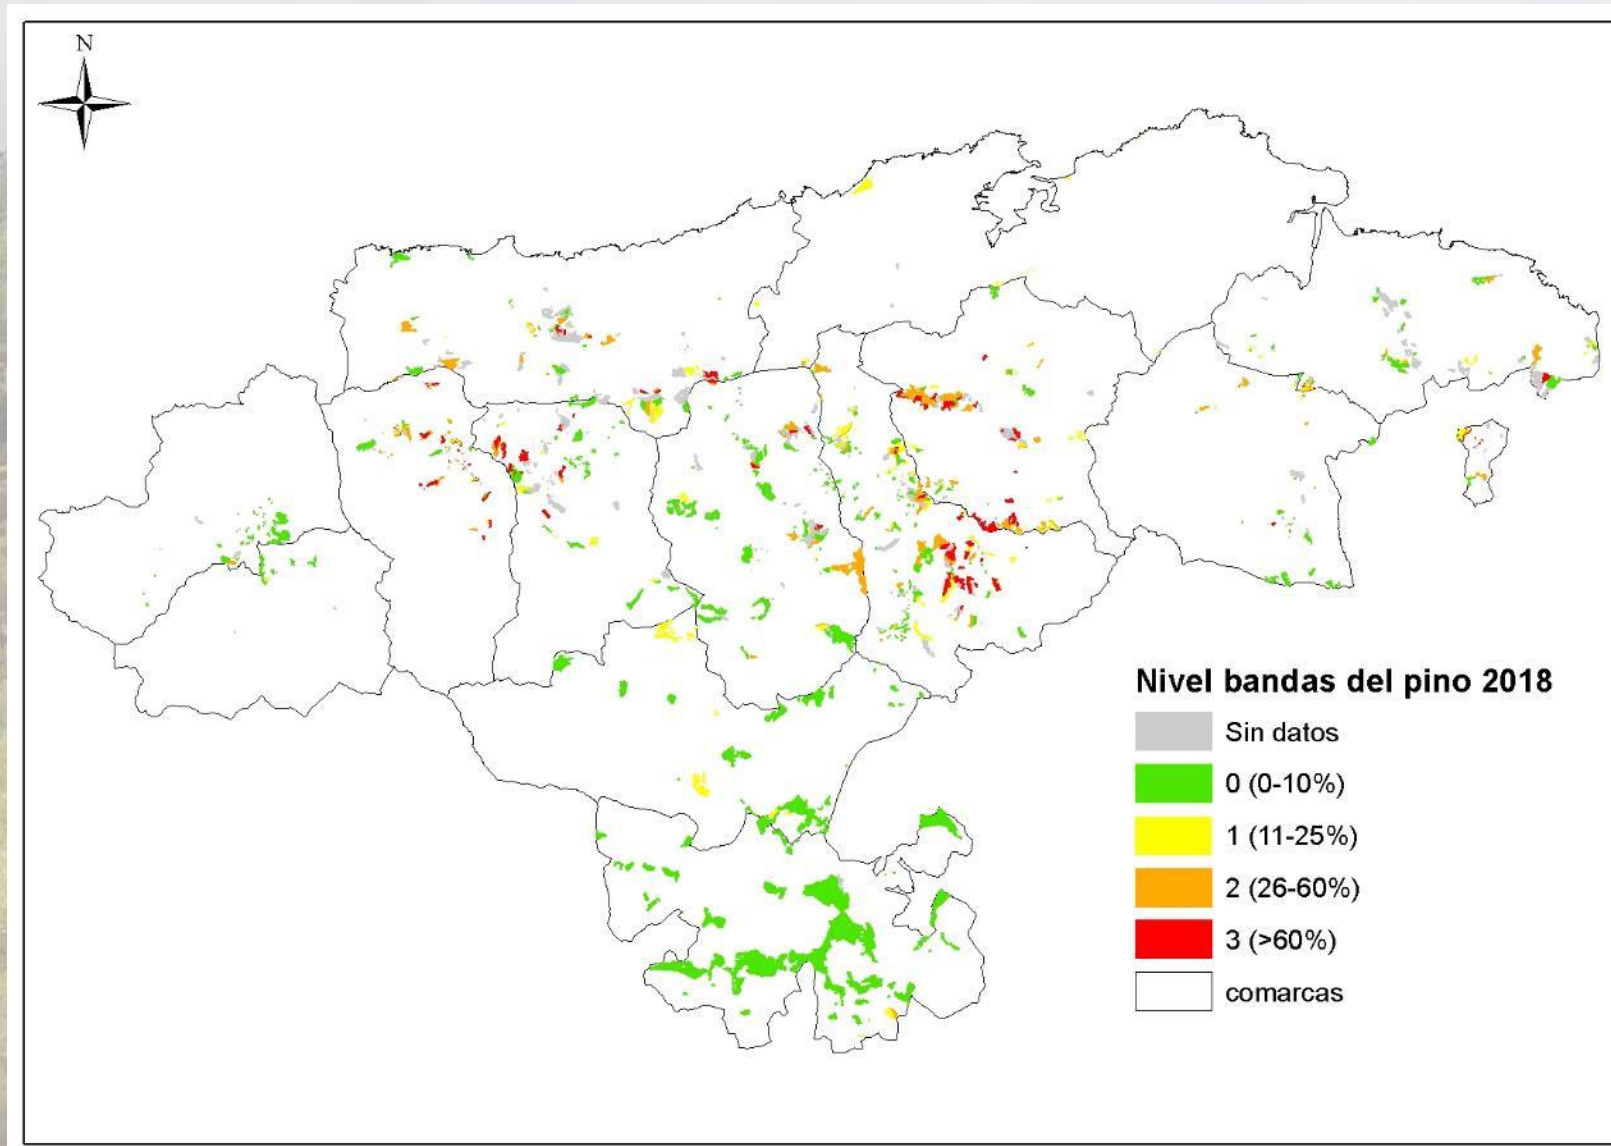 N
Nivel bandas del pino 2018
Sin datos
0 (0-10%)
1 (11-25%)
2 (26-60%)
3 (>60%)
comarcas